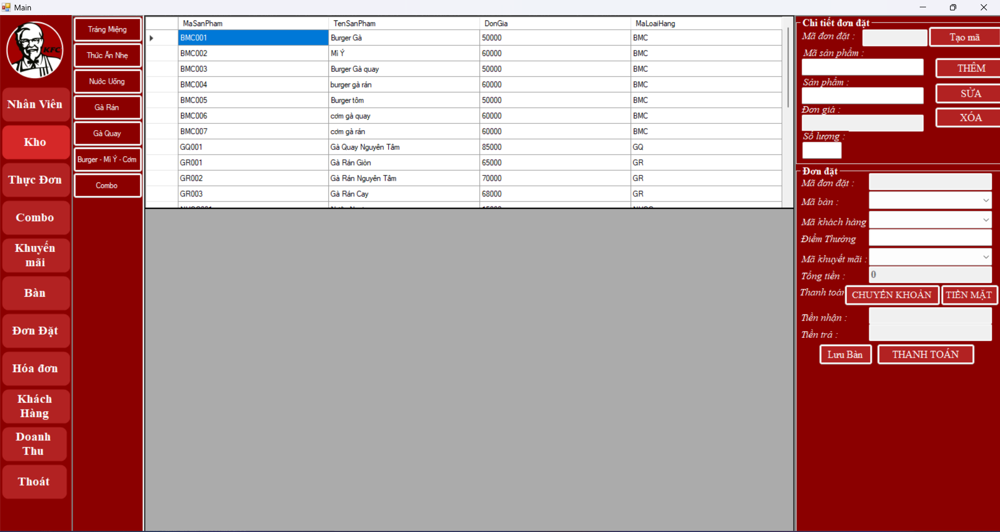 Main
KFC
Nhân Viên
Kho
Thực Đơn
Combo
Khuyến
mãi
Bàn
Đơn Đặt
Hóa đơn
Khách
Hàng
Doanh
Thu
Thoát
Tráng Miệng
Thức Ăn Nhẹ
Nước Uống
Gà Rán
Gà Quay
Burger - Mì Ý - Cơm
Combo
MaSanPham TenSanPham DonGia MaLoaiHang
BMC001 Burger Gà 50000 BMC
BMC002 Mì Ý 60000 BMC
BMC003 Burger Gà quay 50000 BMC
BMC004 burger gà rán 60000 BMC
BMC005 Burger tôm 50000 BMC
BMC006 cơm gà quay 60000 BMC
BMC007 cơm gà rán 60000 BMC
GQ001 Gà Quay Nguyên Tâm 85000 GQ
GR001 Gà Rán Giòn 65000 GR
GR002 Gà Rán Nguyên Tâm 70000 GR
GR003 Gà Rán Cay 68000 GR
Chi tiết đơn đặt
Mã đơn đặt : Tạo mã
Mã sản phẩm :
THÊM
Sản phẩm :
SỬA
Đơn giá :
XÓA
Số lượng :
Đơn đặt
Mã đơn đặt :
Mã bàn :
Mã khách hàng
Điểm Thưởng
Mã khuyết mãi :
Tổng tiền : 0
Thanh toán CHUYỂN KHOẢN TIỀN MẶT
Tiền nhận :
Tiền trả :
Lưu Bàn THANH TOÁN